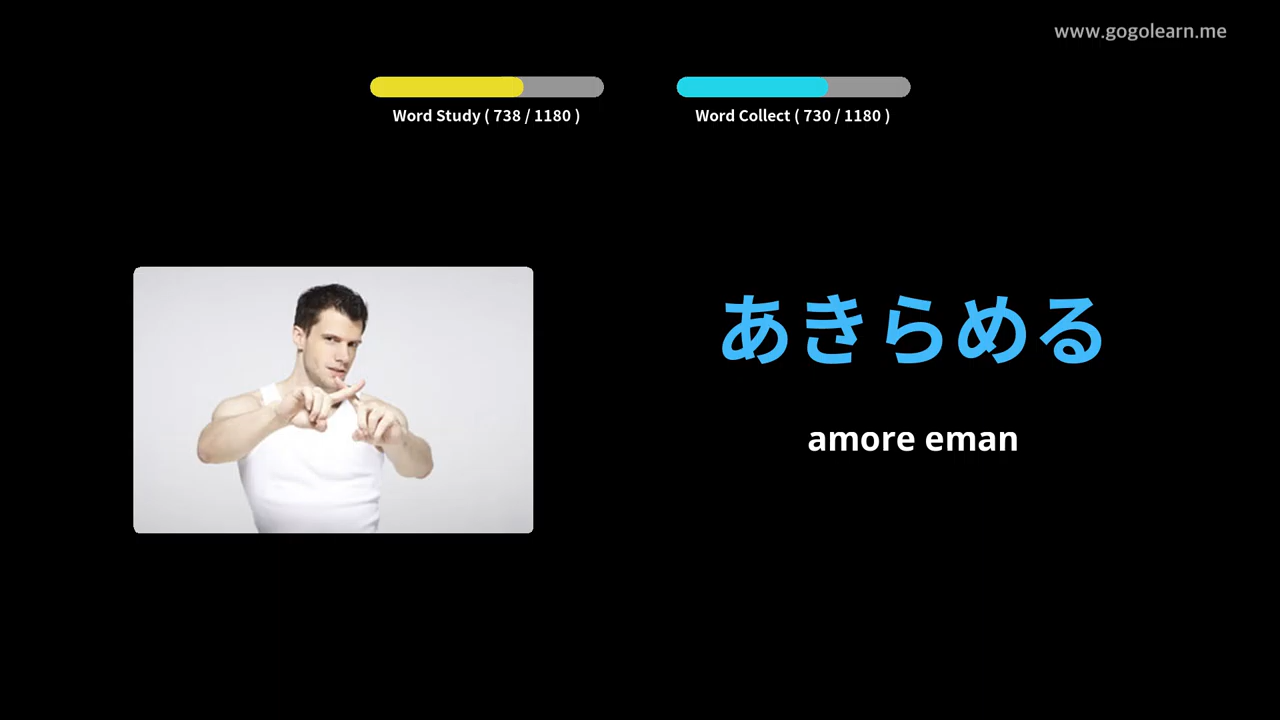 www.gogolearn.me
Word Study ( 738 / 1180 )
Word Collect ( 730 / 1180 )
あきらめる
amore eman